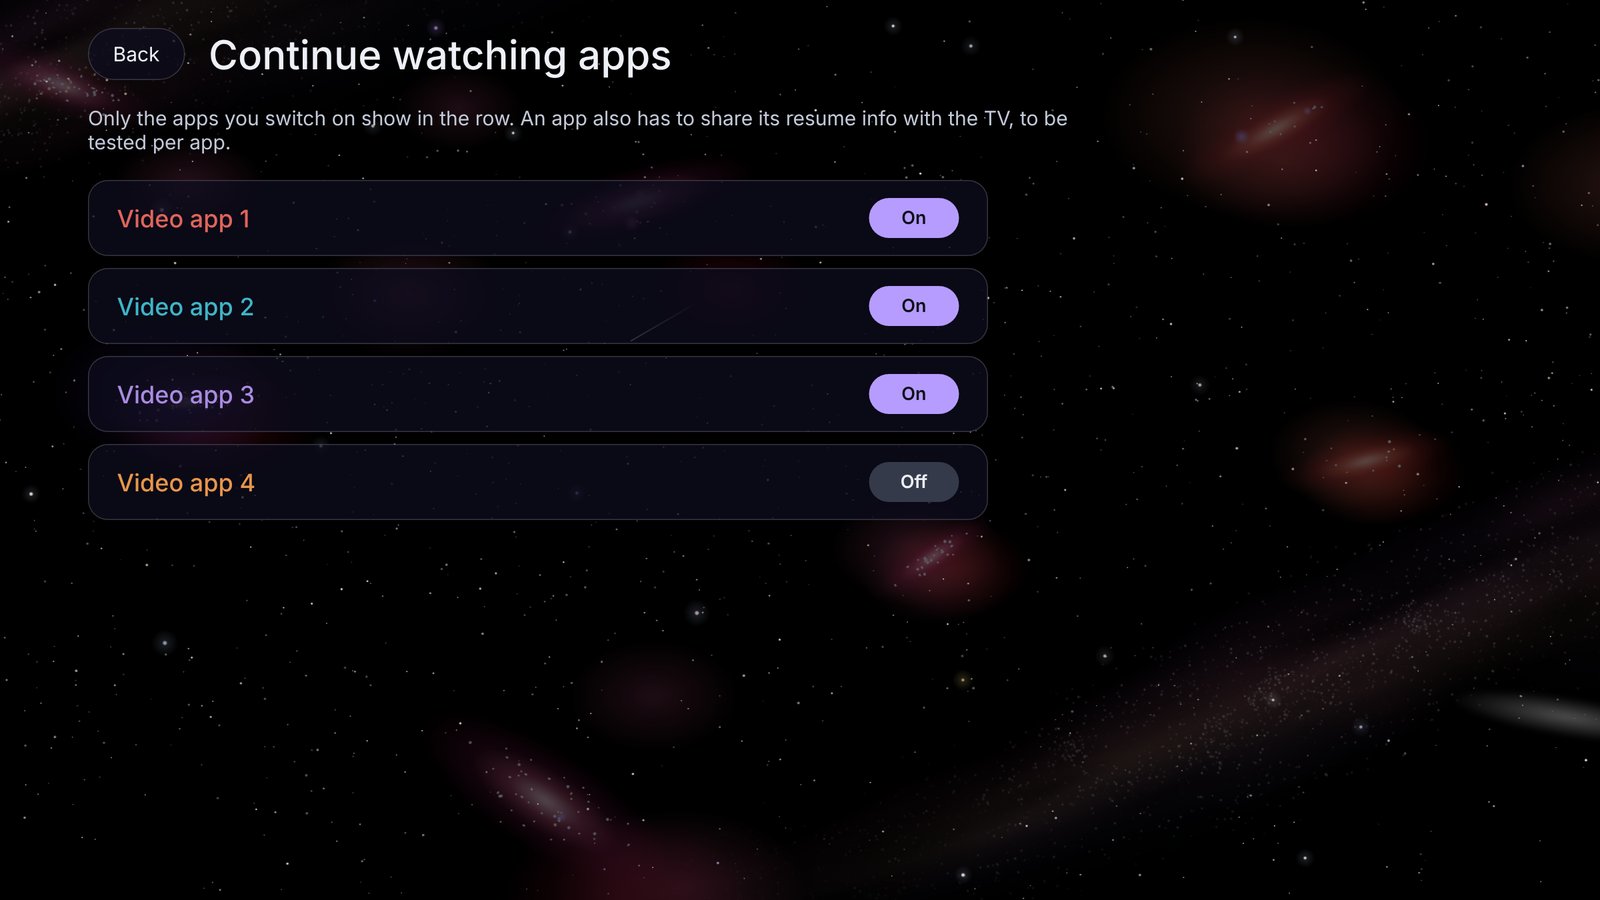 Back
Continue watching apps
Only the apps you switch on show in the row. An app also has to share its resume info with the TV, to be
tested per app.
Video app 1
On
Video app 2
On
Video app 3
On
Video app 4
Off